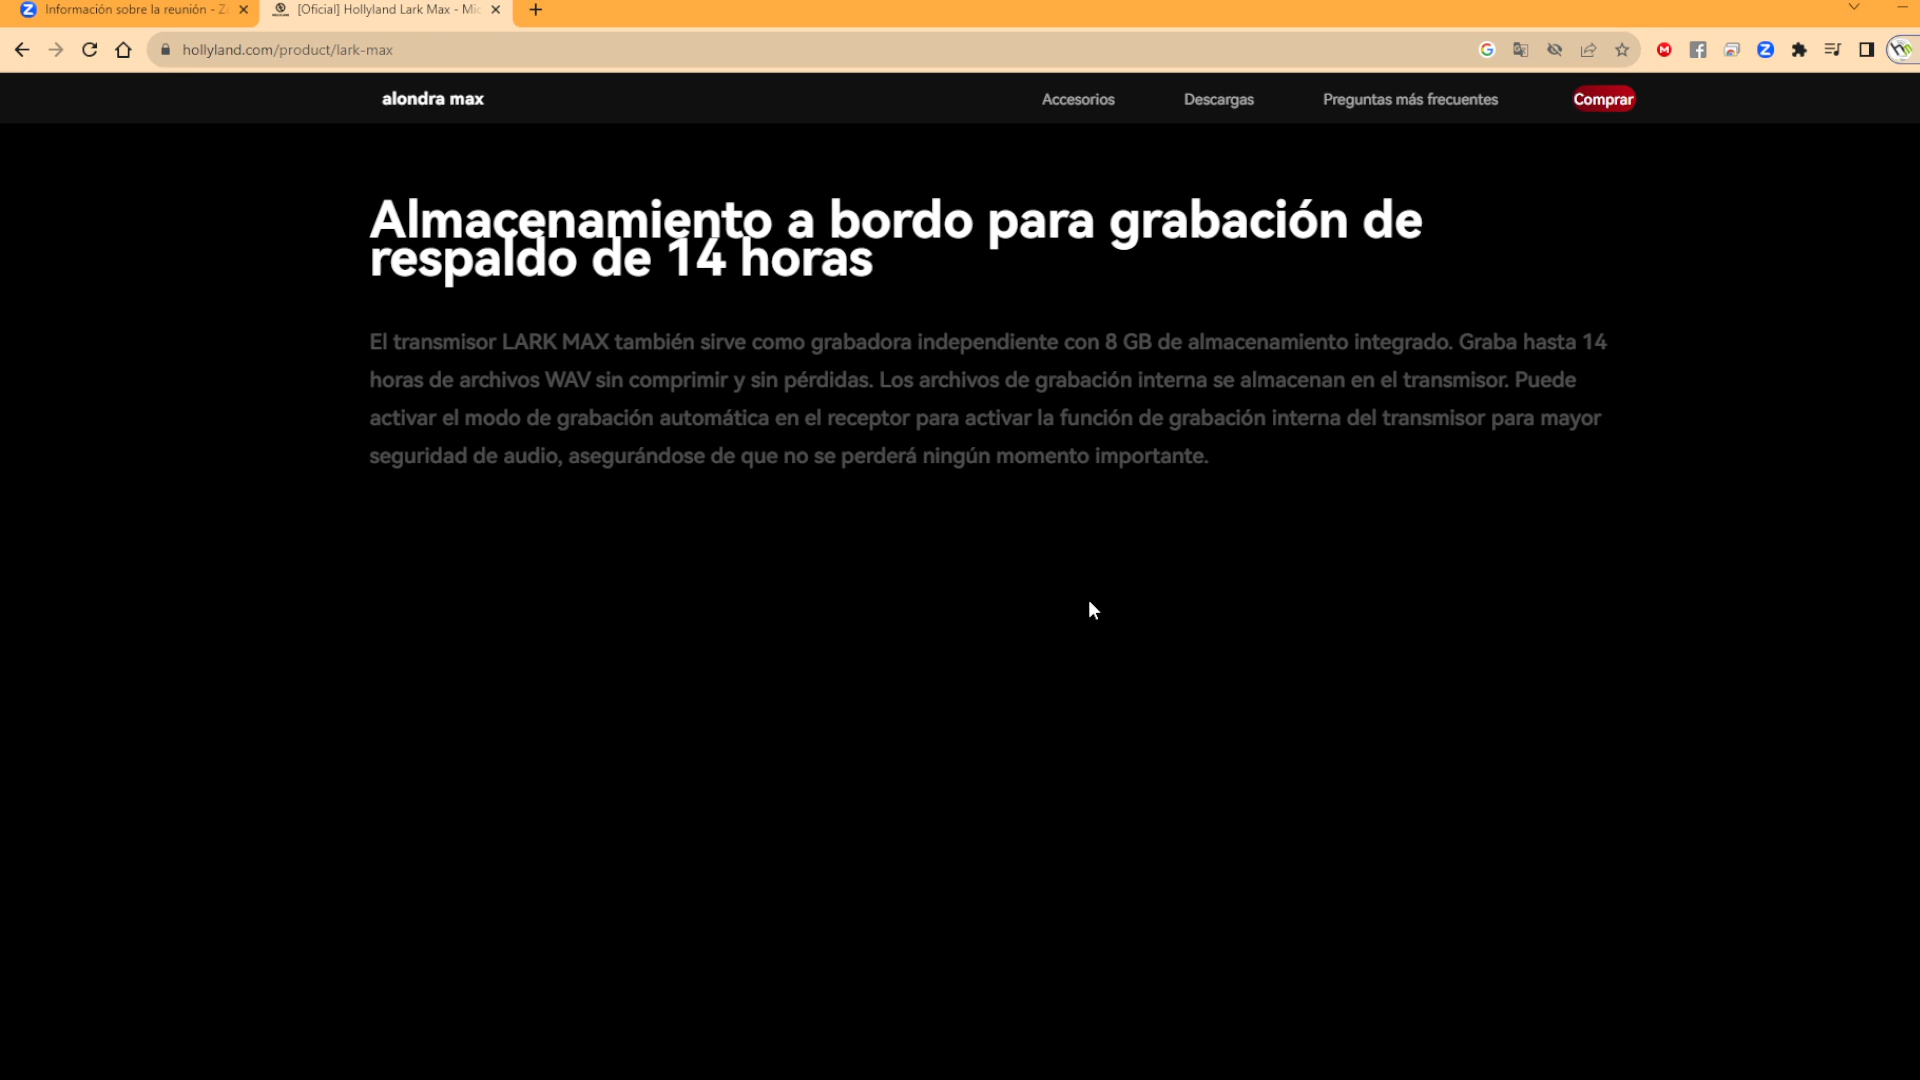 Información sobre la reunión - Z
[Oficial] Hollyland Lark Max - Mic
hollyland.com/product/lark-max
alondra max
Accesorios
Descargas
Preguntas más frecuentes
Comprar
Almacenamiento a bordo para grabación de
respaldo de 14 horas
El transmisor LARK MAX también sirve como grabadora independiente con 8 GB de almacenamiento integrado. Graba hasta 14
horas de archivos WAV sin comprimir y sin pérdidas. Los archivos de grabación interna se almacenan en el transmisor. Puede
activar el modo de grabación automática en el receptor para activar la función de grabación interna del transmisor para mayor
seguridad de audio, asegurándose de que no se perderá ningún momento importante.